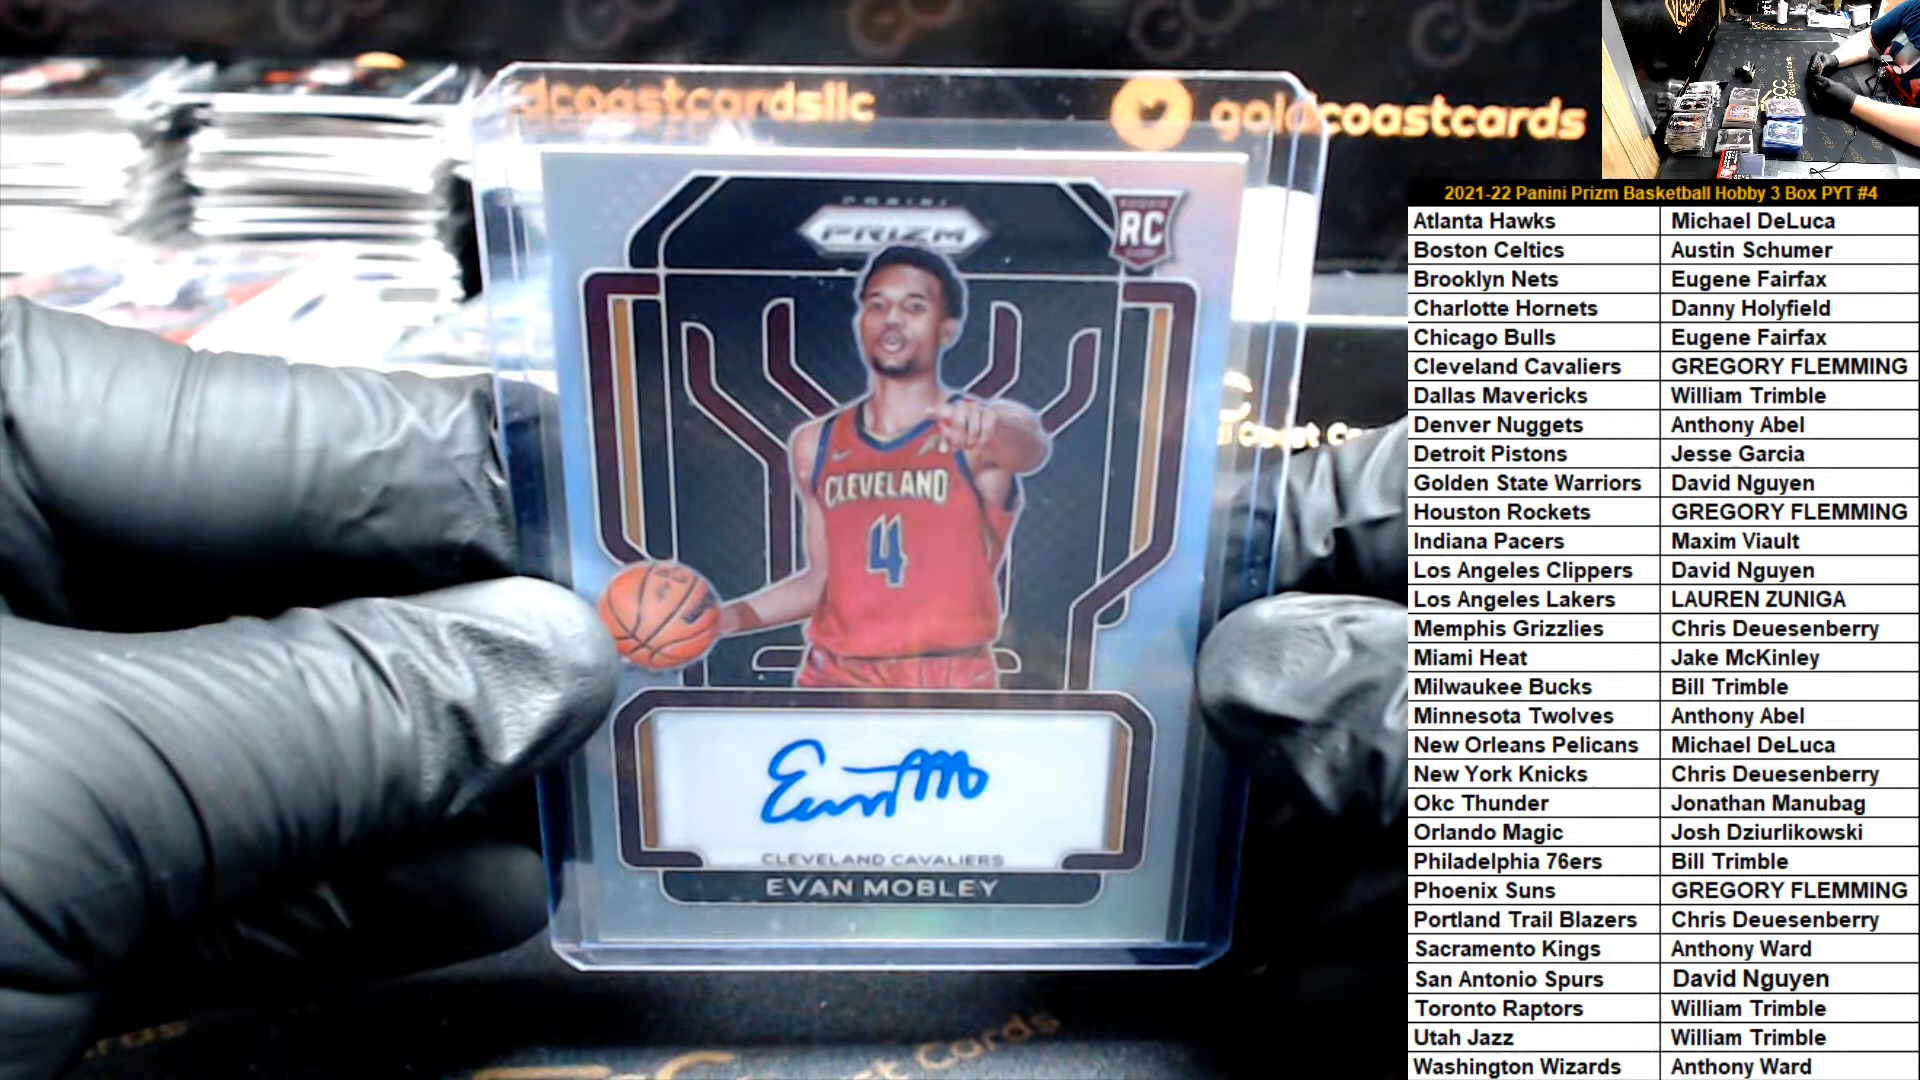 dcoastcardsllc
goldcoastcards
PANINI
PRIZM
ROOKIE
RC
CLEVELAND
4
CLEVELAND CAVALIERS
EVAN MOBLEY
2021-22 Panini Prizm Basketball Hobby 3 Box PYT #4
Atlanta Hawks Michael DeLuca
Boston Celtics Austin Schumer
Brooklyn Nets Eugene Fairfax
Charlotte Hornets Danny Holyfield
Chicago Bulls Eugene Fairfax
Cleveland Cavaliers GREGORY FLEMMING
Dallas Mavericks William Trimble
Denver Nuggets Anthony Abel
Detroit Pistons Jesse Garcia
Golden State Warriors David Nguyen
Houston Rockets GREGORY FLEMMING
Indiana Pacers Maxim Viault
Los Angeles Clippers David Nguyen
Los Angeles Lakers LAUREN ZUNIGA
Memphis Grizzlies Chris Deuesenberry
Miami Heat Jake McKinley
Milwaukee Bucks Bill Trimble
Minnesota Twolves Anthony Abel
New Orleans Pelicans Michael DeLuca
New York Knicks Chris Deuesenberry
Okc Thunder Jonathan Manubag
Orlando Magic Josh Dziurlikowski
Philadelphia 76ers Bill Trimble
Phoenix Suns GREGORY FLEMMING
Portland Trail Blazers Chris Deuesenberry
Sacramento Kings Anthony Ward
San Antonio Spurs David Nguyen
Toronto Raptors William Trimble
Utah Jazz William Trimble
Washington Wizards Anthony Ward